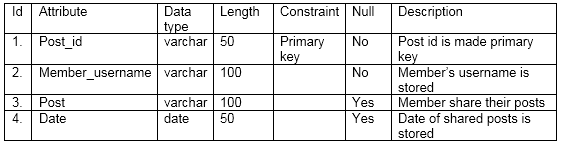 Id Attribute Data type Length Constraint Null Description
1. Post_id varchar 50 Primary key No Post id is made primary key
2. Member_username varchar 100 No Member's username is stored
3. Post varchar 100 Yes Member share their posts
4. Date date 50 Yes Date of shared posts is stored